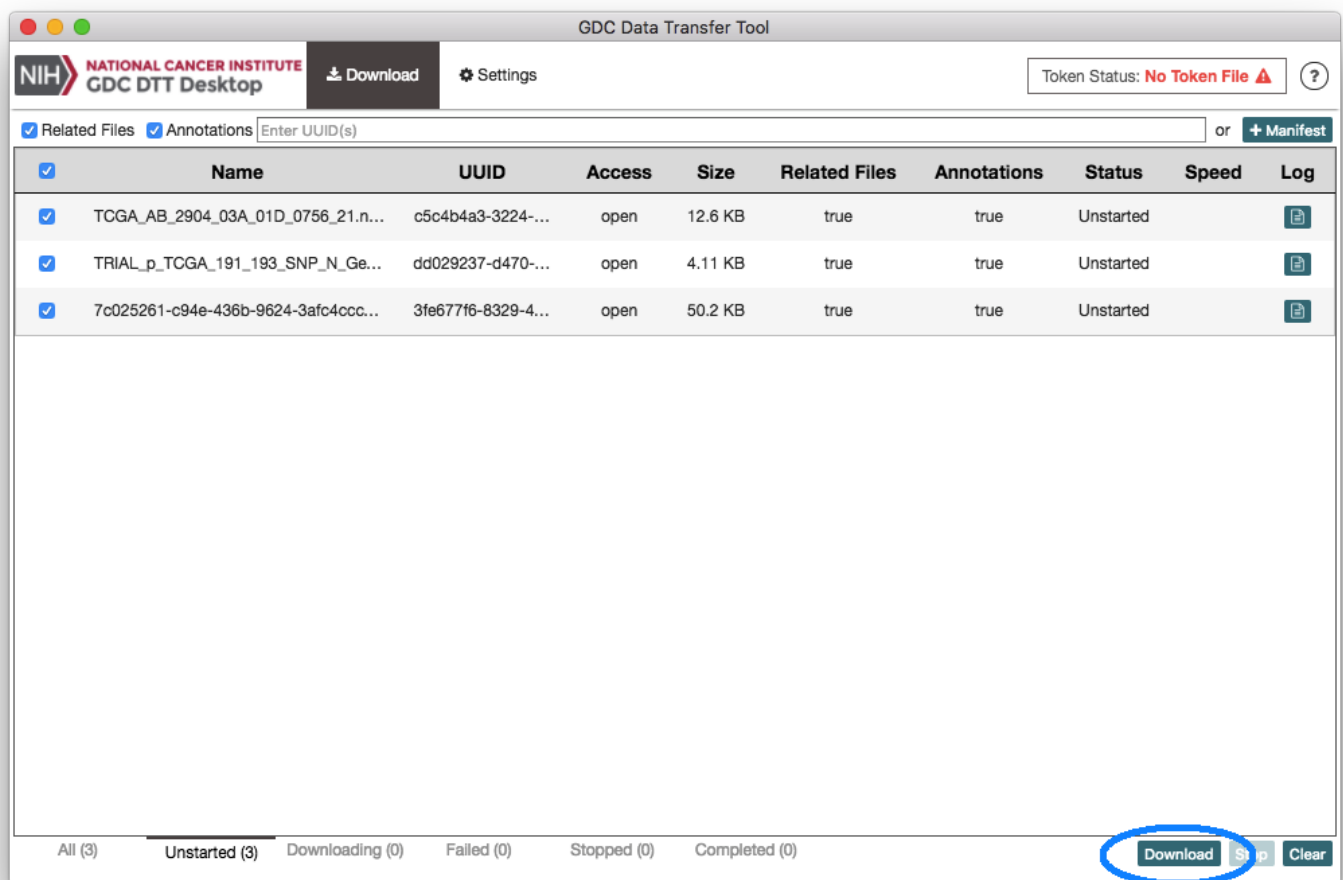 GDC Data Transfer Tool
NIH NATIONAL CANCER INSTITUTE
GDC DTT Desktop
Download Settings Token Status: No Token File ?
Related Files Annotations Enter UUID(s) or + Manifest
Name UUID Access Size Related Files Annotations Status Speed Log
TCGA_AB_2904_03A_01D_0756_21.n... c5c4b4a3-3224-... open 12.6 KB true true Unstarted
TRIAL_p_TCGA_191_193_SNP_N_Ge... dd029237-d470-... open 4.11 KB true true Unstarted
7c025261-c94e-436b-9624-3afc4ccc... 3fe677f6-8329-4... open 50.2 KB true true Unstarted
All (3) Unstarted (3) Downloading (0) Failed (0) Stopped (0) Completed (0) Download Stop Clear